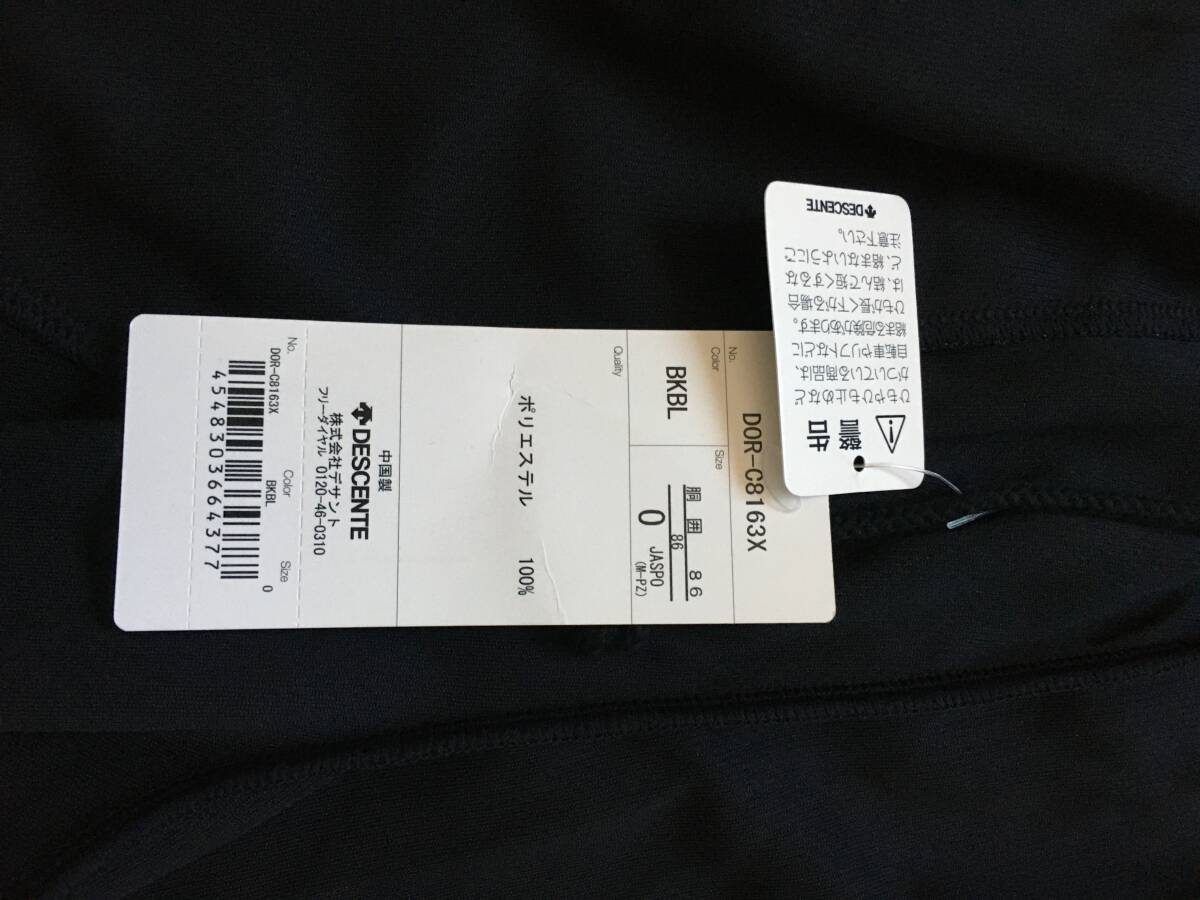 No.
DOR-C8163X
Color
BKBL
Size
胴囲 86
86
0
JASPO
(M-PZ)
Quality
ポリエステル 100%
中国製
DESCENTE
株式会社デサント
フリーダイヤル 0120-46-0310
No.
DOR-C8163X
Color
BKBL
Size
0
4548303664377
警告
ひもやひも止めなど
がついている商品は、
自転車やリフトなどに
絡まる危険があります。
ひもが長く下がる場合
は、結んで短くするな
ど、絡まないようにご
注意下さい。
DESCENTE